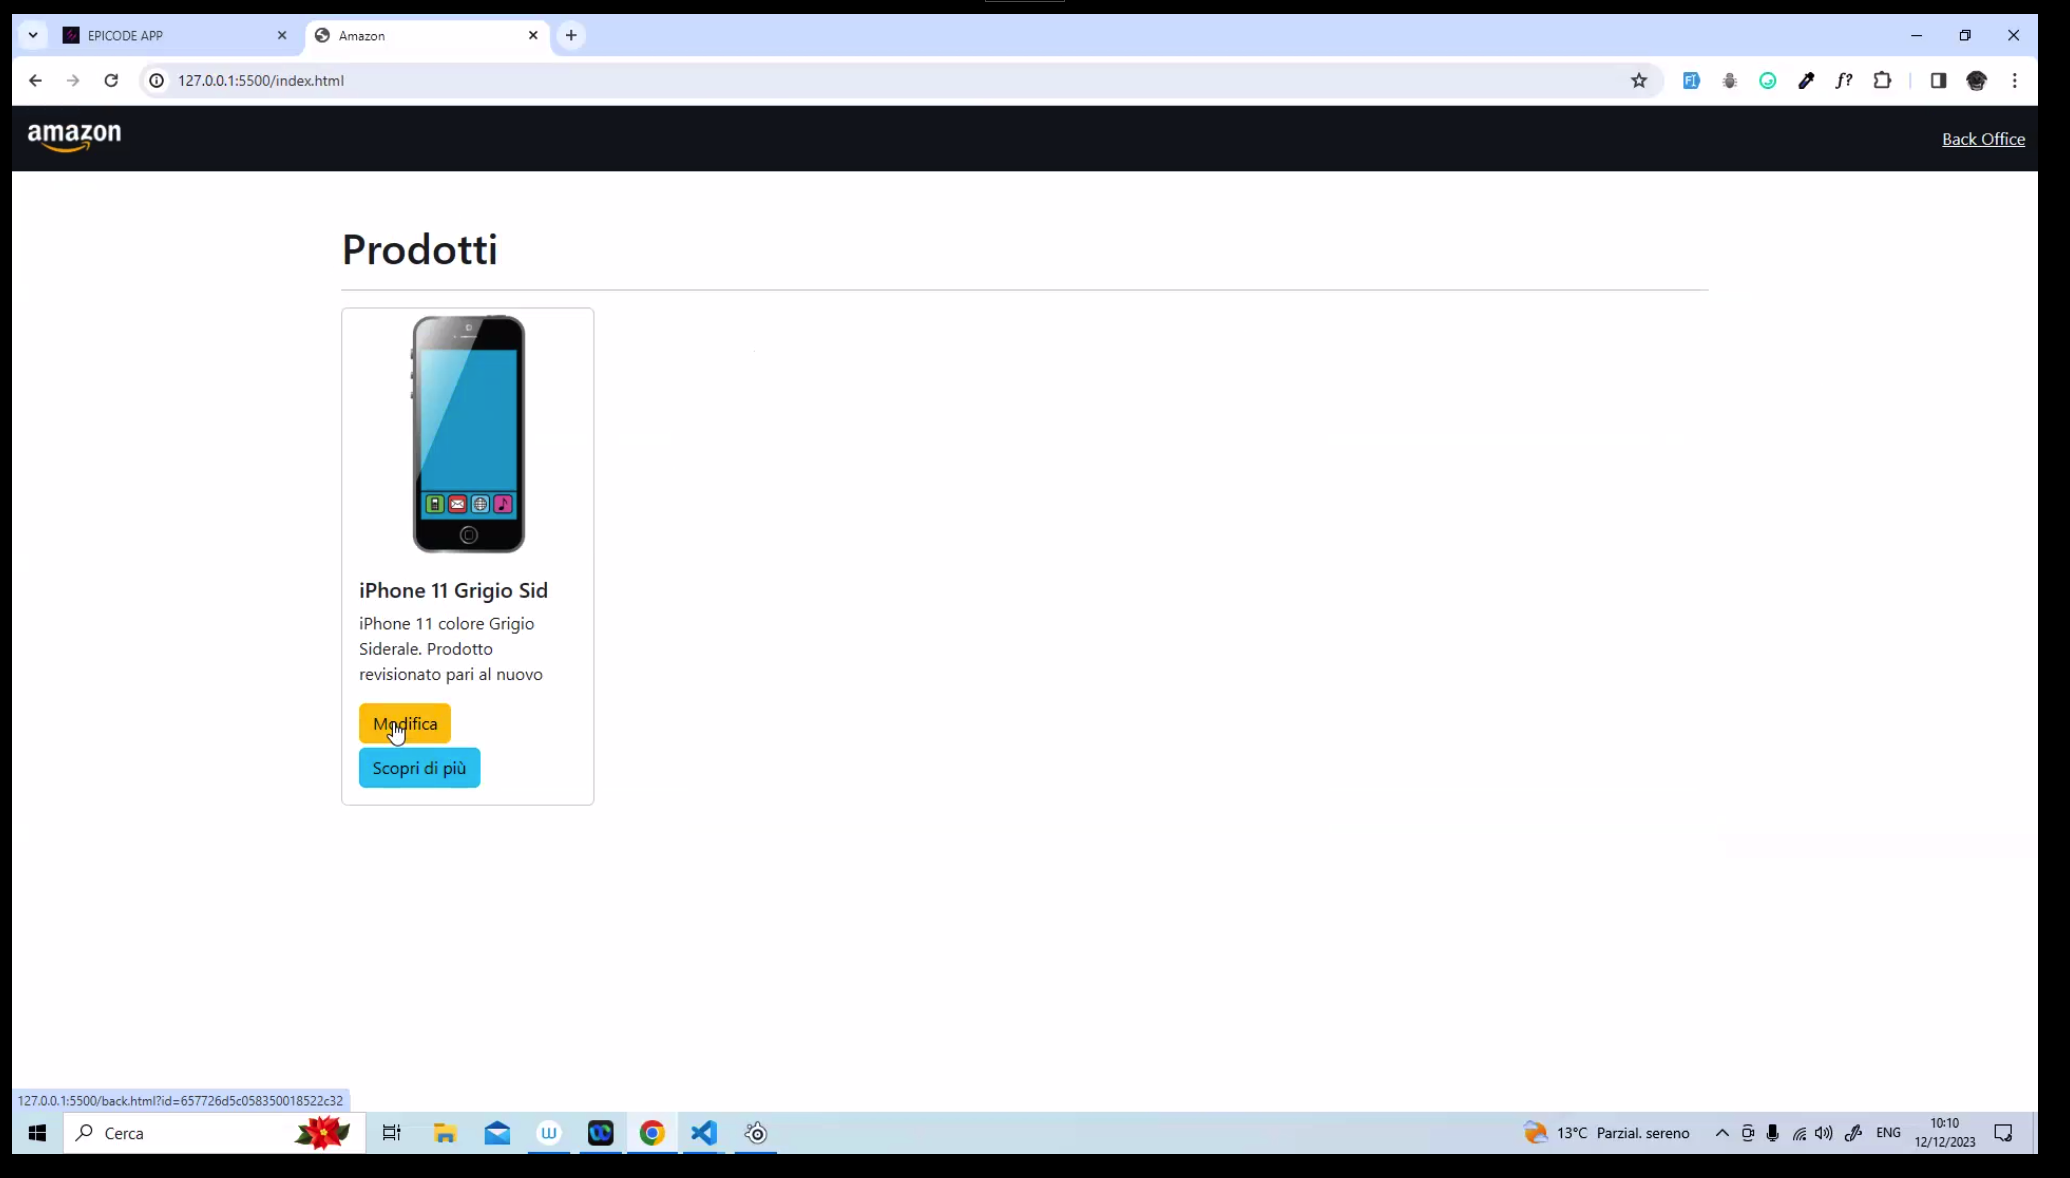 EPICODE APP
Amazon
127.0.0.1:5500/index.html
f?
amazon
Back Office
Prodotti
iPhone 11 Grigio Sid
iPhone 11 colore Grigio
Siderale. Prodotto
revisionato pari al nuovo
Modifica
Scopri di più
127.0.0.1:5500/back.html?id=657726d5c058350018522c32
Cerca
13°C Parzial. sereno
ENG
10:10
12/12/2023